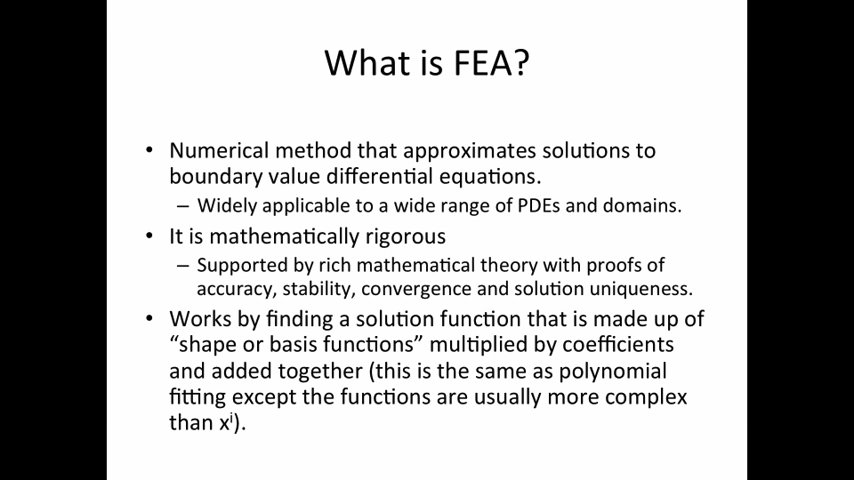 What is FEA?
• Numerical method that approximates solutions to
boundary value differential equations.
– Widely applicable to a wide range of PDEs and domains.
• It is mathematically rigorous
– Supported by rich mathematical theory with proofs of
accuracy, stability, convergence and solution uniqueness.
• Works by finding a solution function that is made up of
“shape or basis functions” multiplied by coefficients
and added together (this is the same as polynomial
fitting except the functions are usually more complex
than xⁱ).